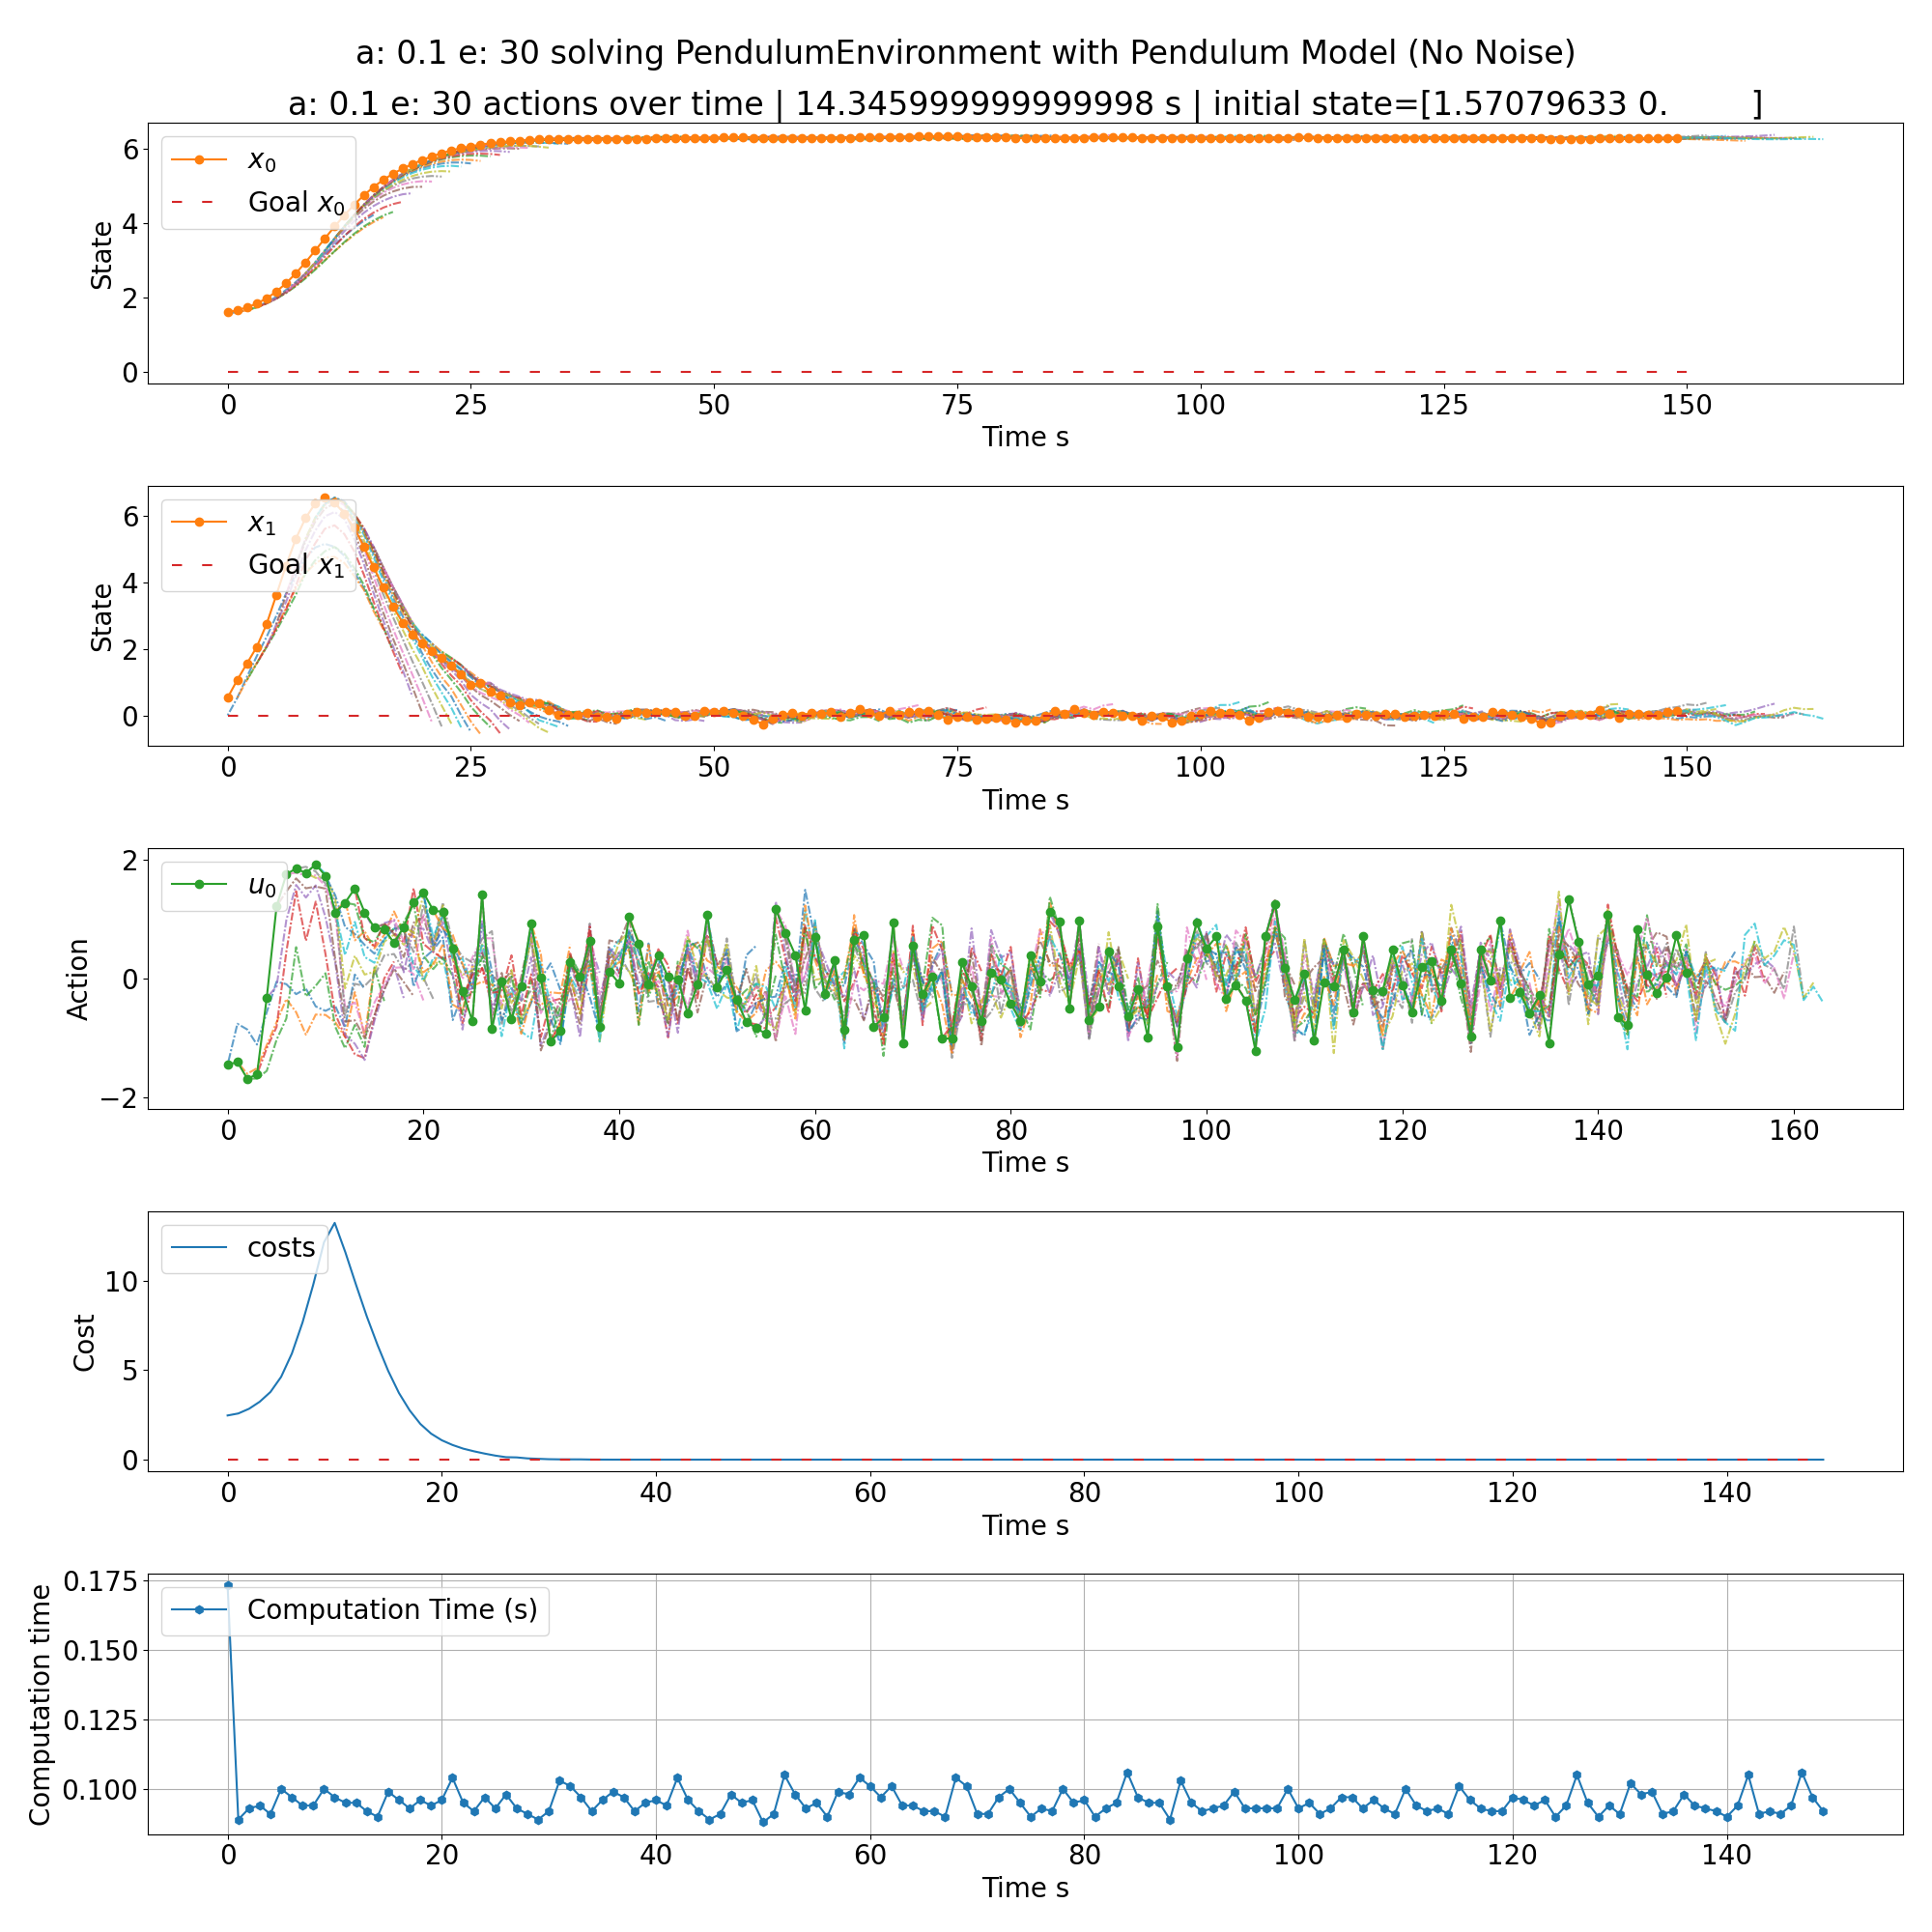 a: 0.1 e: 30 solving PendulumEnvironment with Pendulum Model (No Noise)
a: 0.1 e: 30 actions over time | 14.345999999999998 s | initial state=[1.57079633 0.        ]
x₀
Goal x₀
6
4
2
0
State
0 25 50 75 100 125 150
Time s
x₁
Goal x₁
6
4
2
0
State
0 25 50 75 100 125 150
Time s
u₀
2
0
−2
Action
0 20 40 60 80 100 120 140 160
Time s
costs
10
5
0
Cost
0 20 40 60 80 100 120 140
Time s
Computation Time (s)
0.175
0.150
0.125
0.100
Computation time
0 20 40 60 80 100 120 140
Time s